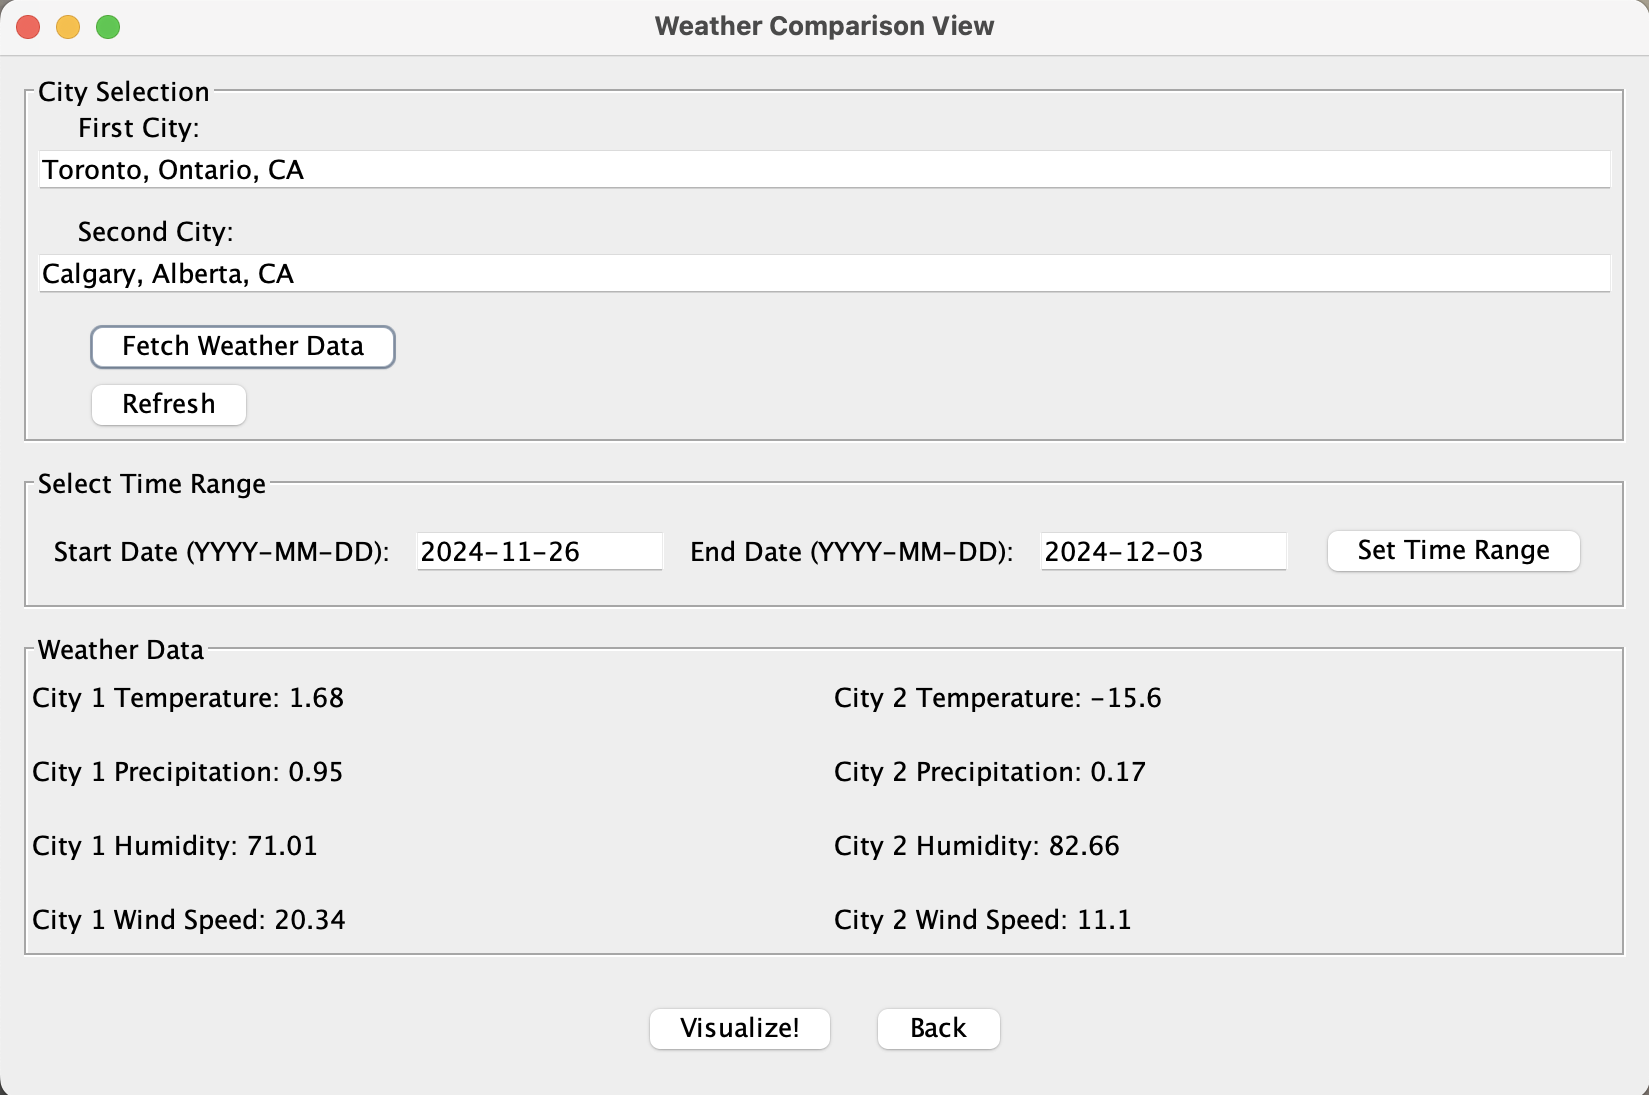 Weather Comparison View
City Selection
First City:
Toronto, Ontario, CA
Second City:
Calgary, Alberta, CA
Fetch Weather Data
Refresh
Select Time Range
Start Date (YYYY-MM-DD): 2024-11-26 End Date (YYYY-MM-DD): 2024-12-03 Set Time Range
Weather Data
City 1 Temperature: 1.68 City 2 Temperature: -15.6
City 1 Precipitation: 0.95 City 2 Precipitation: 0.17
City 1 Humidity: 71.01 City 2 Humidity: 82.66
City 1 Wind Speed: 20.34 City 2 Wind Speed: 11.1
Visualize! Back